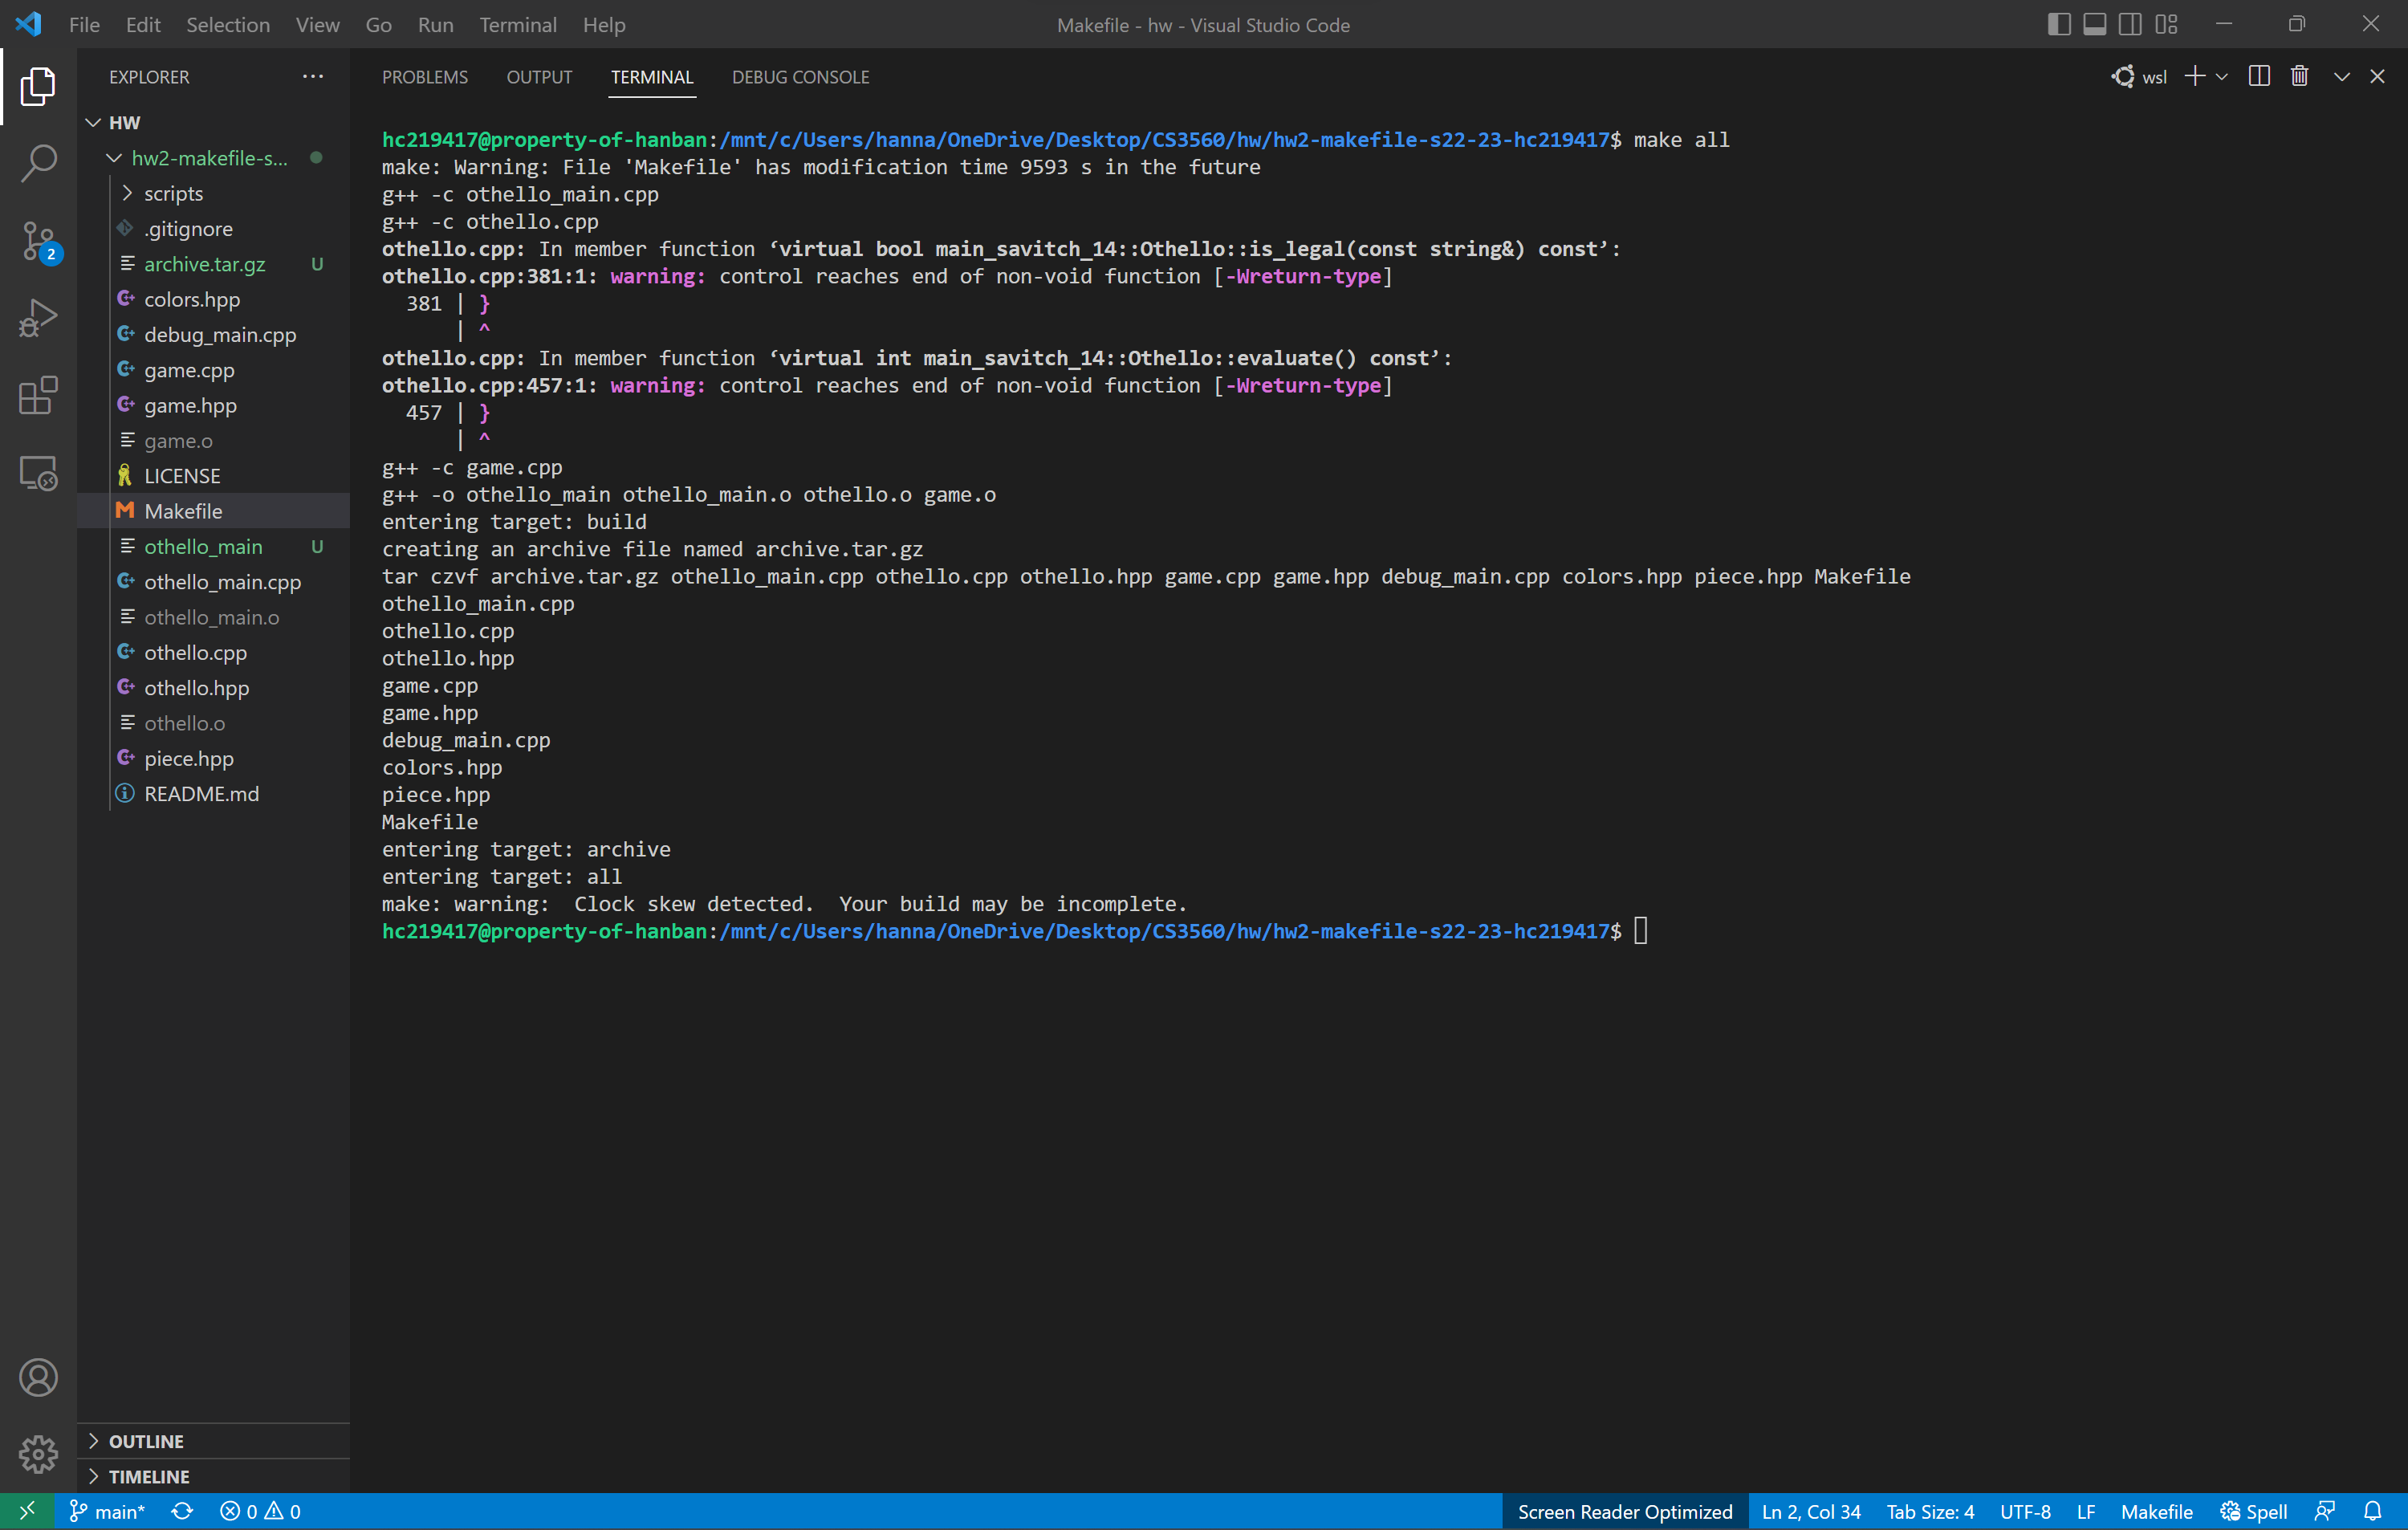 File Edit Selection View Go Run Terminal Help Makefile - hw - Visual Studio Code
EXPLORER
HW
hw2-makefile-s...
scripts
.gitignore
archive.tar.gz U
colors.hpp
debug_main.cpp
game.cpp
game.hpp
game.o
LICENSE
Makefile
othello_main U
othello_main.cpp
othello_main.o
othello.cpp
othello.hpp
othello.o
piece.hpp
README.md
OUTLINE
TIMELINE
2
PROBLEMS OUTPUT TERMINAL DEBUG CONSOLE wsl
hc219417@property-of-hanban:/mnt/c/Users/hanna/OneDrive/Desktop/CS3560/hw/hw2-makefile-s22-23-hc219417$ make all
make: Warning: File 'Makefile' has modification time 9593 s in the future
g++ -c othello_main.cpp
g++ -c othello.cpp
othello.cpp: In member function ‘virtual bool main_savitch_14::Othello::is_legal(const string&) const’:
othello.cpp:381:1: warning: control reaches end of non-void function [-Wreturn-type]
381 | }
| ^
othello.cpp: In member function ‘virtual int main_savitch_14::Othello::evaluate() const’:
othello.cpp:457:1: warning: control reaches end of non-void function [-Wreturn-type]
457 | }
| ^
g++ -c game.cpp
g++ -o othello_main othello_main.o othello.o game.o
entering target: build
creating an archive file named archive.tar.gz
tar czvf archive.tar.gz othello_main.cpp othello.cpp othello.hpp game.cpp game.hpp debug_main.cpp colors.hpp piece.hpp Makefile
othello_main.cpp
othello.cpp
othello.hpp
game.cpp
game.hpp
debug_main.cpp
colors.hpp
piece.hpp
Makefile
entering target: archive
entering target: all
make: warning:  Clock skew detected.  Your build may be incomplete.
hc219417@property-of-hanban:/mnt/c/Users/hanna/OneDrive/Desktop/CS3560/hw/hw2-makefile-s22-23-hc219417$
main* 0 0 Screen Reader Optimized Ln 2, Col 34 Tab Size: 4 UTF-8 LF Makefile Spell